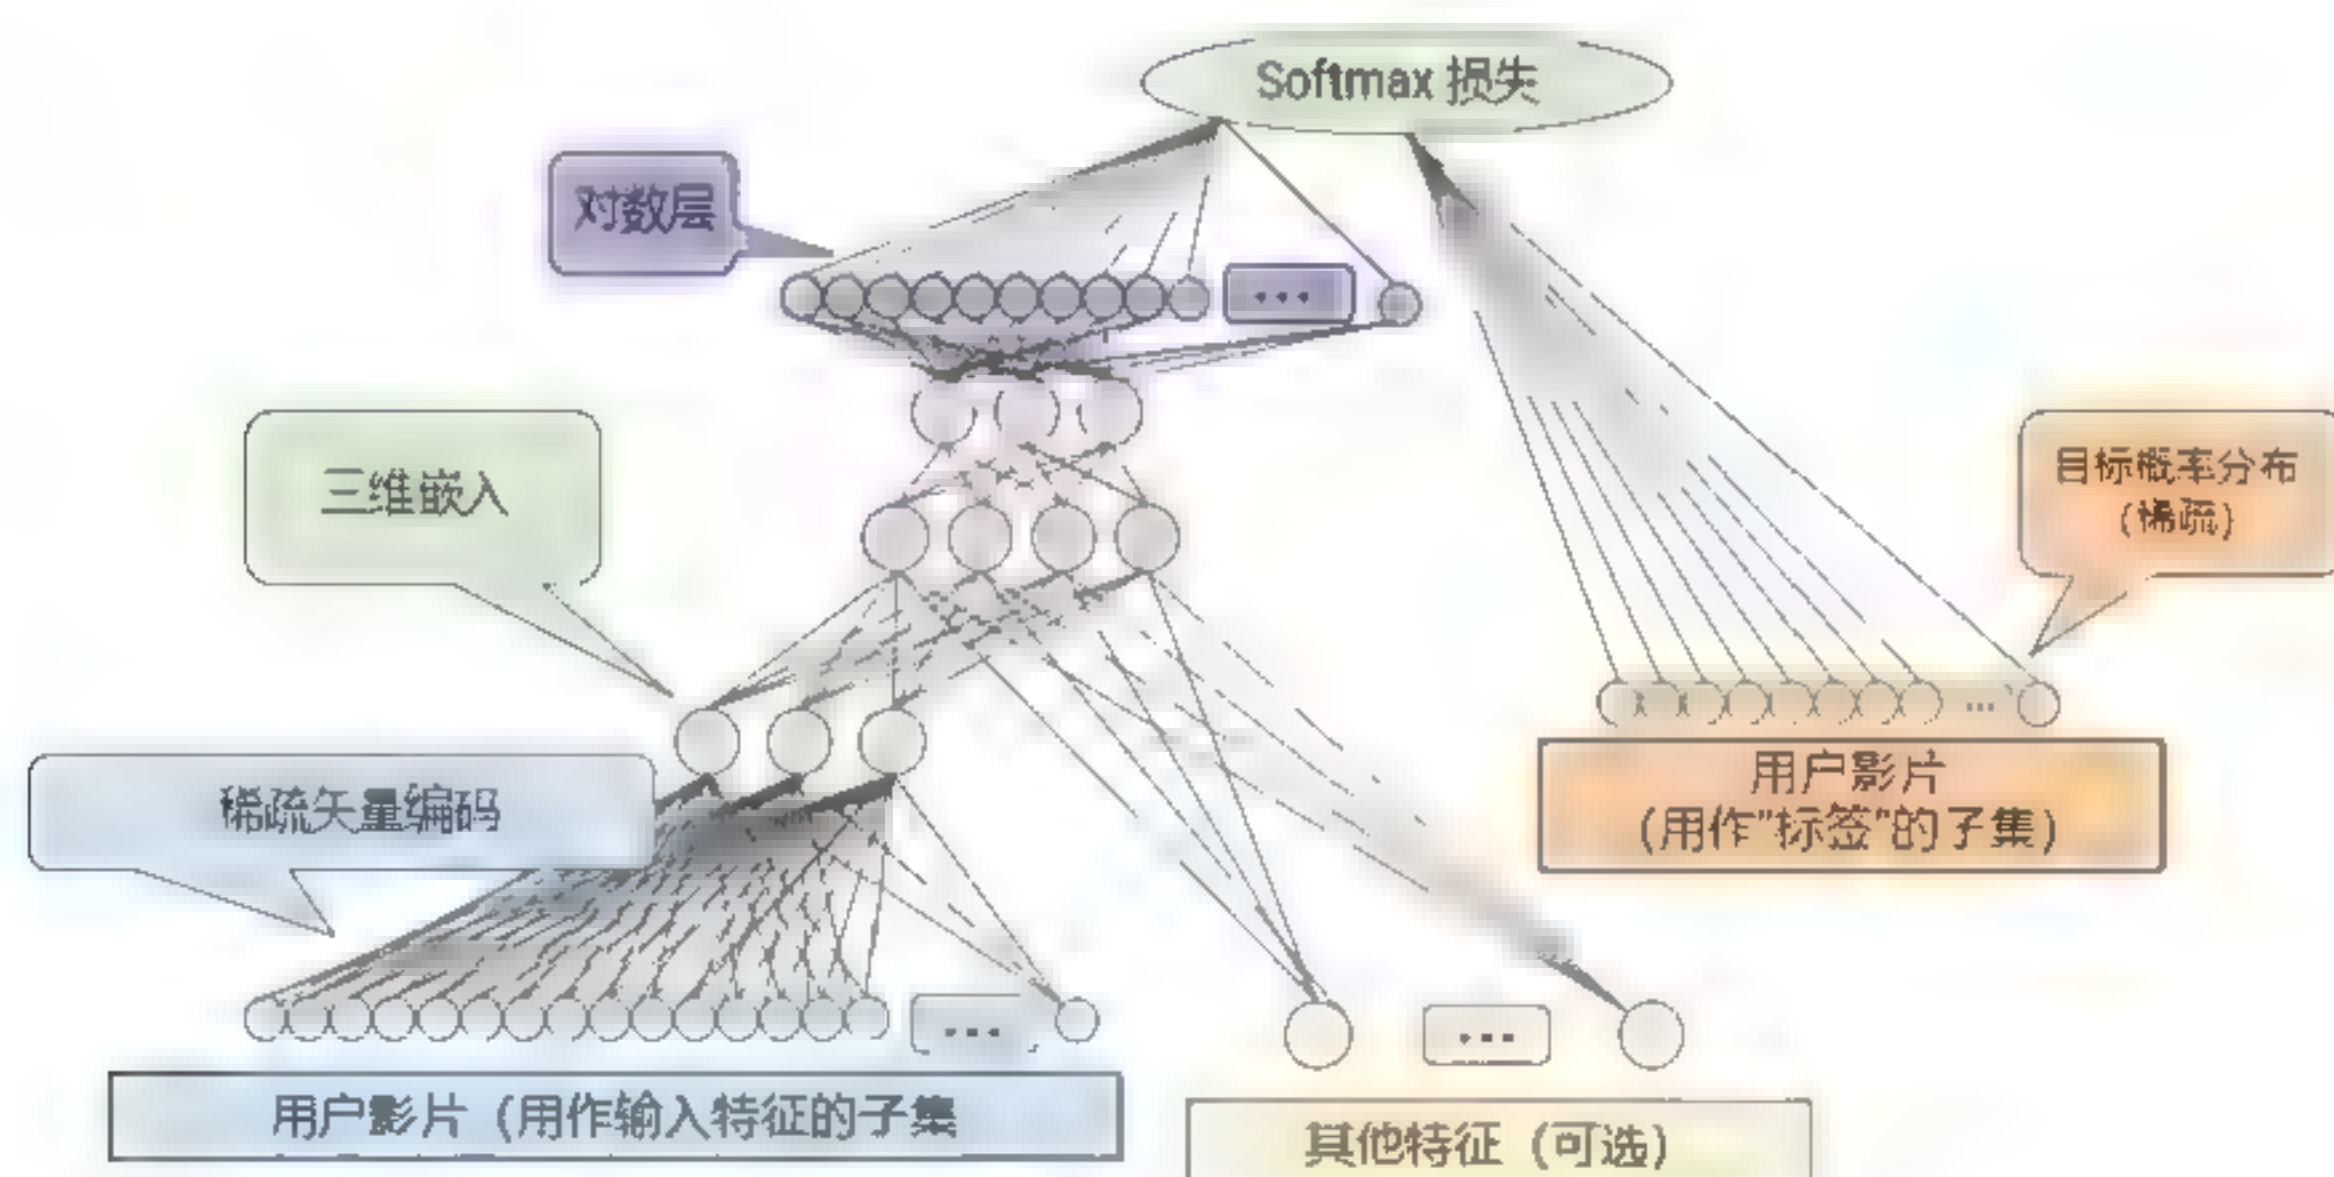 Softmax 损失
对数层
...
三维嵌入
目标概率分布
(稀疏)
稀疏矢量编码
...
用户影片
(用作"标签"的子集)
...
...
用户影片 (用作输入特征的子集
其他特征 (可选)